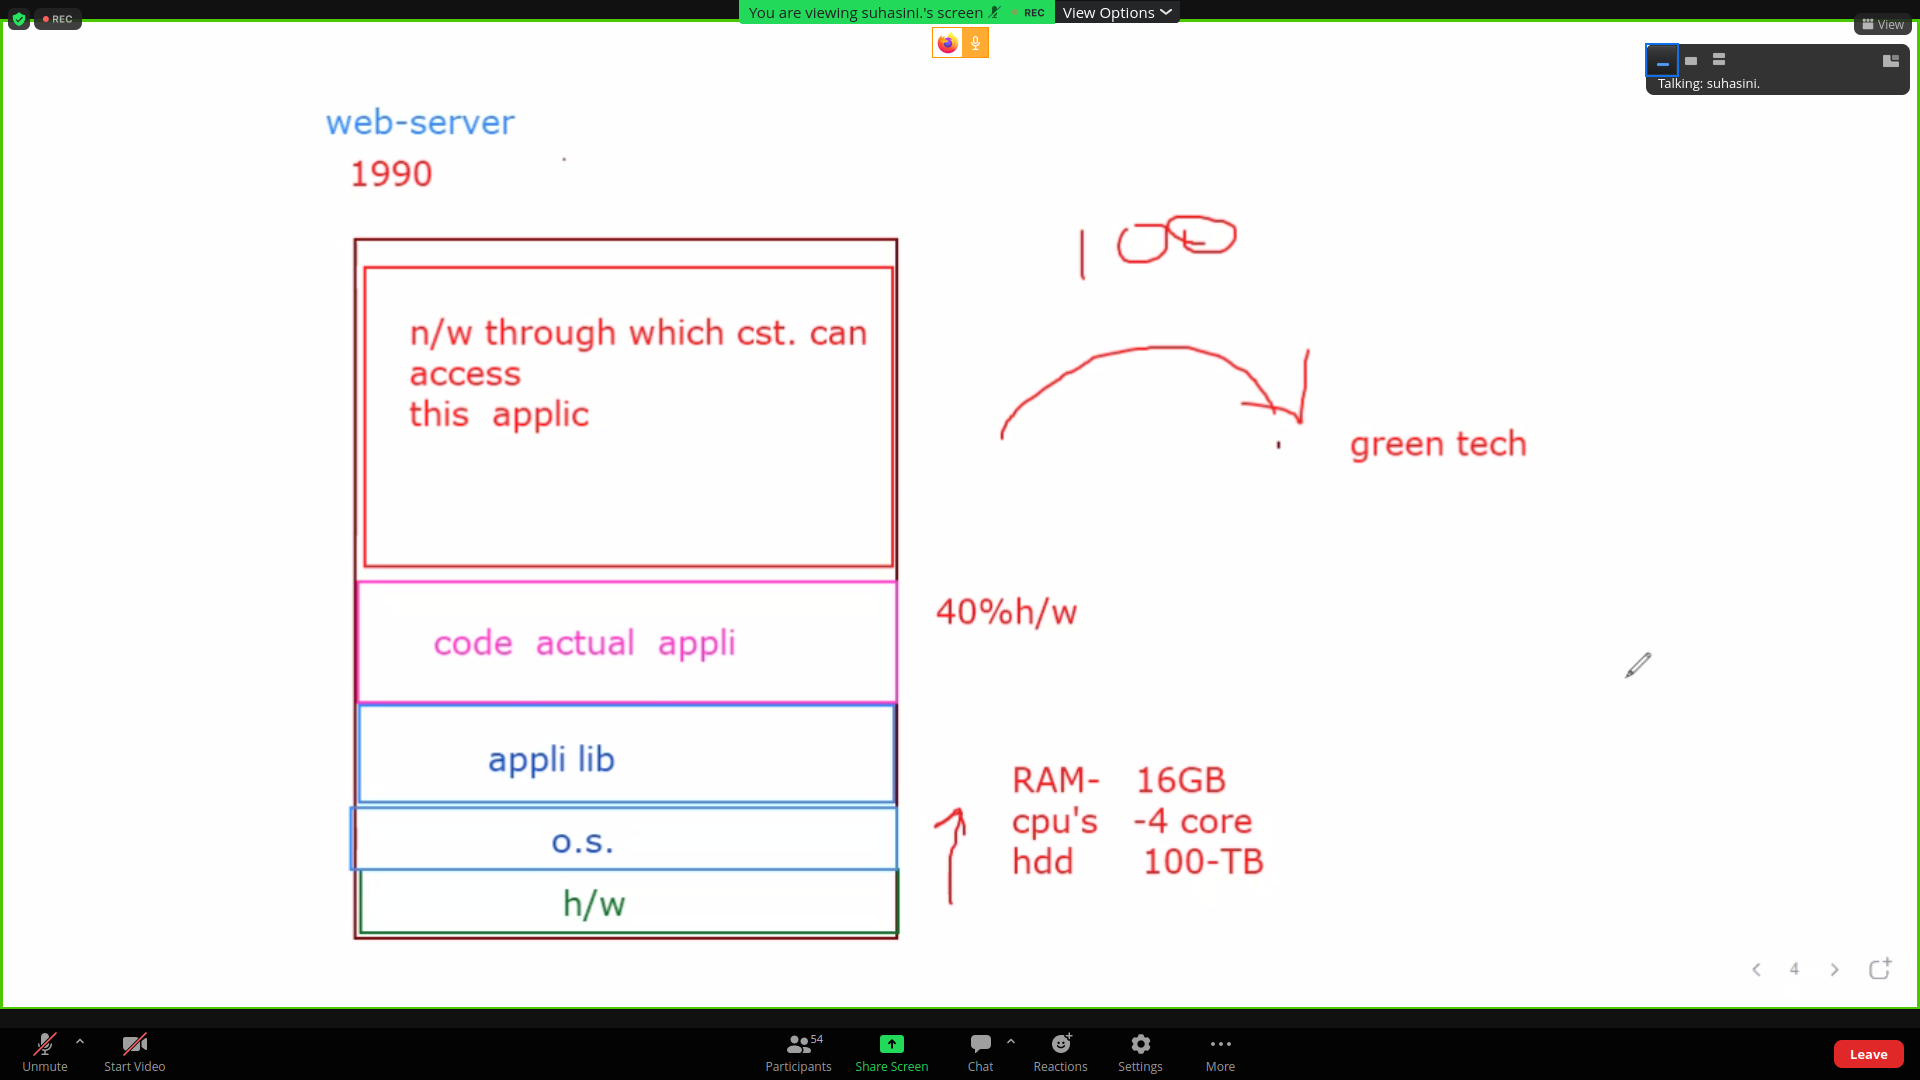 REC
You are viewing suhasini.'s screen
REC
View Options
View
Talking: suhasini.
web-server
1990
100
n/w through which cst. can
access
this applic
green tech
code actual appli
40%h/w
appli lib
RAM- 16GB
cpu's -4 core
hdd 100-TB
o.s.
h/w
4
Unmute
Start Video
Participants
54
Share Screen
Chat
Reactions
Settings
More
Leave